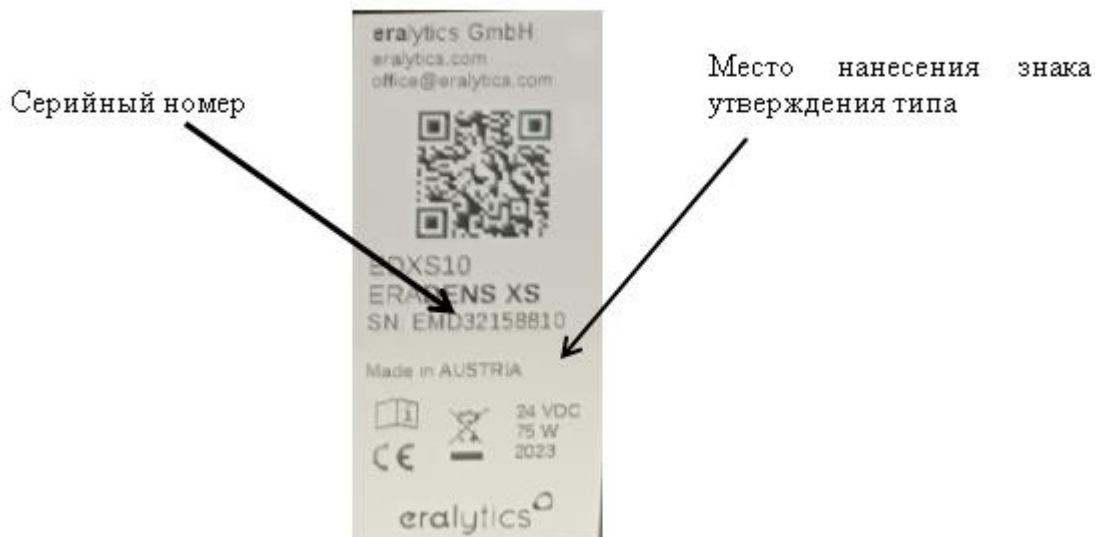 eralytics GmbH
eralytics.com
office@eralytics.com
Серийный номер
Место нанесения знака
утверждения типа
EDXS10
ERADENS XS
SN: EMD32158810
Made in AUSTRIA
24 VDC
75 W
2023
CE
eralytics